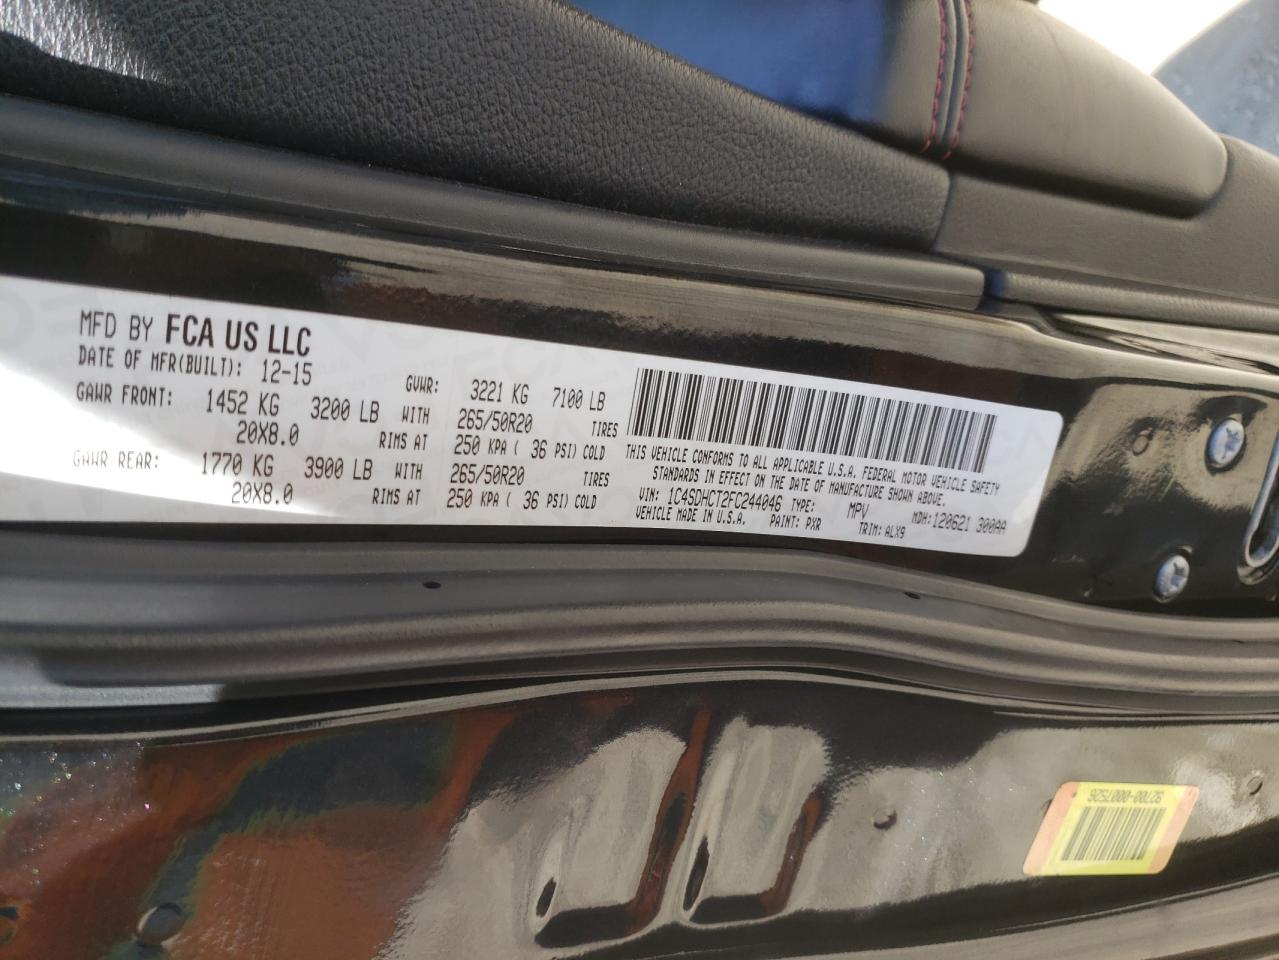 MFD BY FCA US LLC
DATE OF MFR(BUILT): 12-15 GVWR: 3221 KG 7100 LB
GAWR FRONT: 1452 KG 3200 LB WITH 265/50R20 TIRES
20X8.0 RIMS AT 250 KPA ( 36 PSI) COLD
GAWR REAR: 1770 KG 3900 LB WITH 265/50R20 TIRES
20X8.0 RIMS AT 250 KPA ( 36 PSI) COLD
THIS VEHICLE CONFORMS TO ALL APPLICABLE U.S.A. FEDERAL MOTOR VEHICLE SAFETY
STANDARDS IN EFFECT ON THE DATE OF MANUFACTURE SHOWN ABOVE.
VIN: 1C4SDHCT2FC244046 TYPE: MPV MDH:120621 300AA
VEHICLE MADE IN U.S.A. PAINT: PXR TRIM: ALX9
92700-0007526